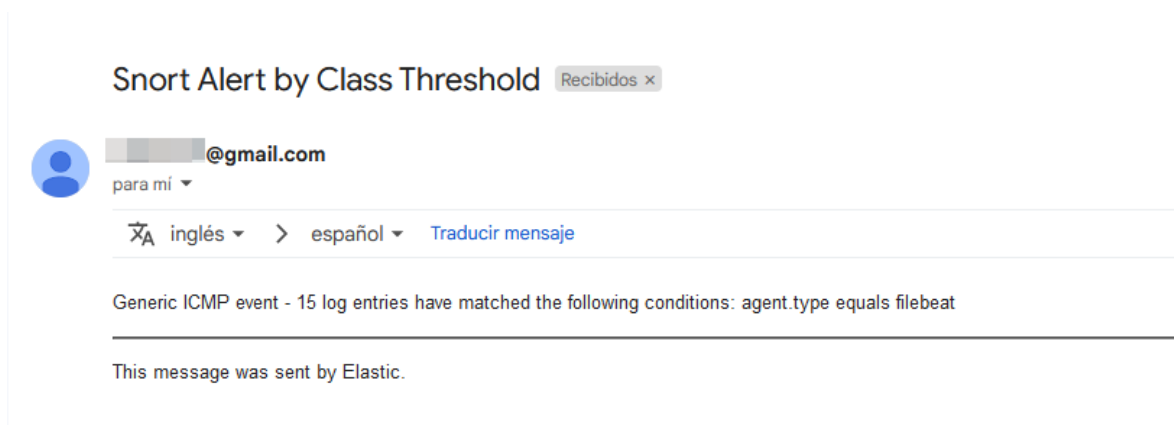 Snort Alert by Class Threshold Recibidos ×
@gmail.com
para mí
inglés > español Traducir mensaje
Generic ICMP event - 15 log entries have matched the following conditions: agent.type equals filebeat
This message was sent by Elastic.